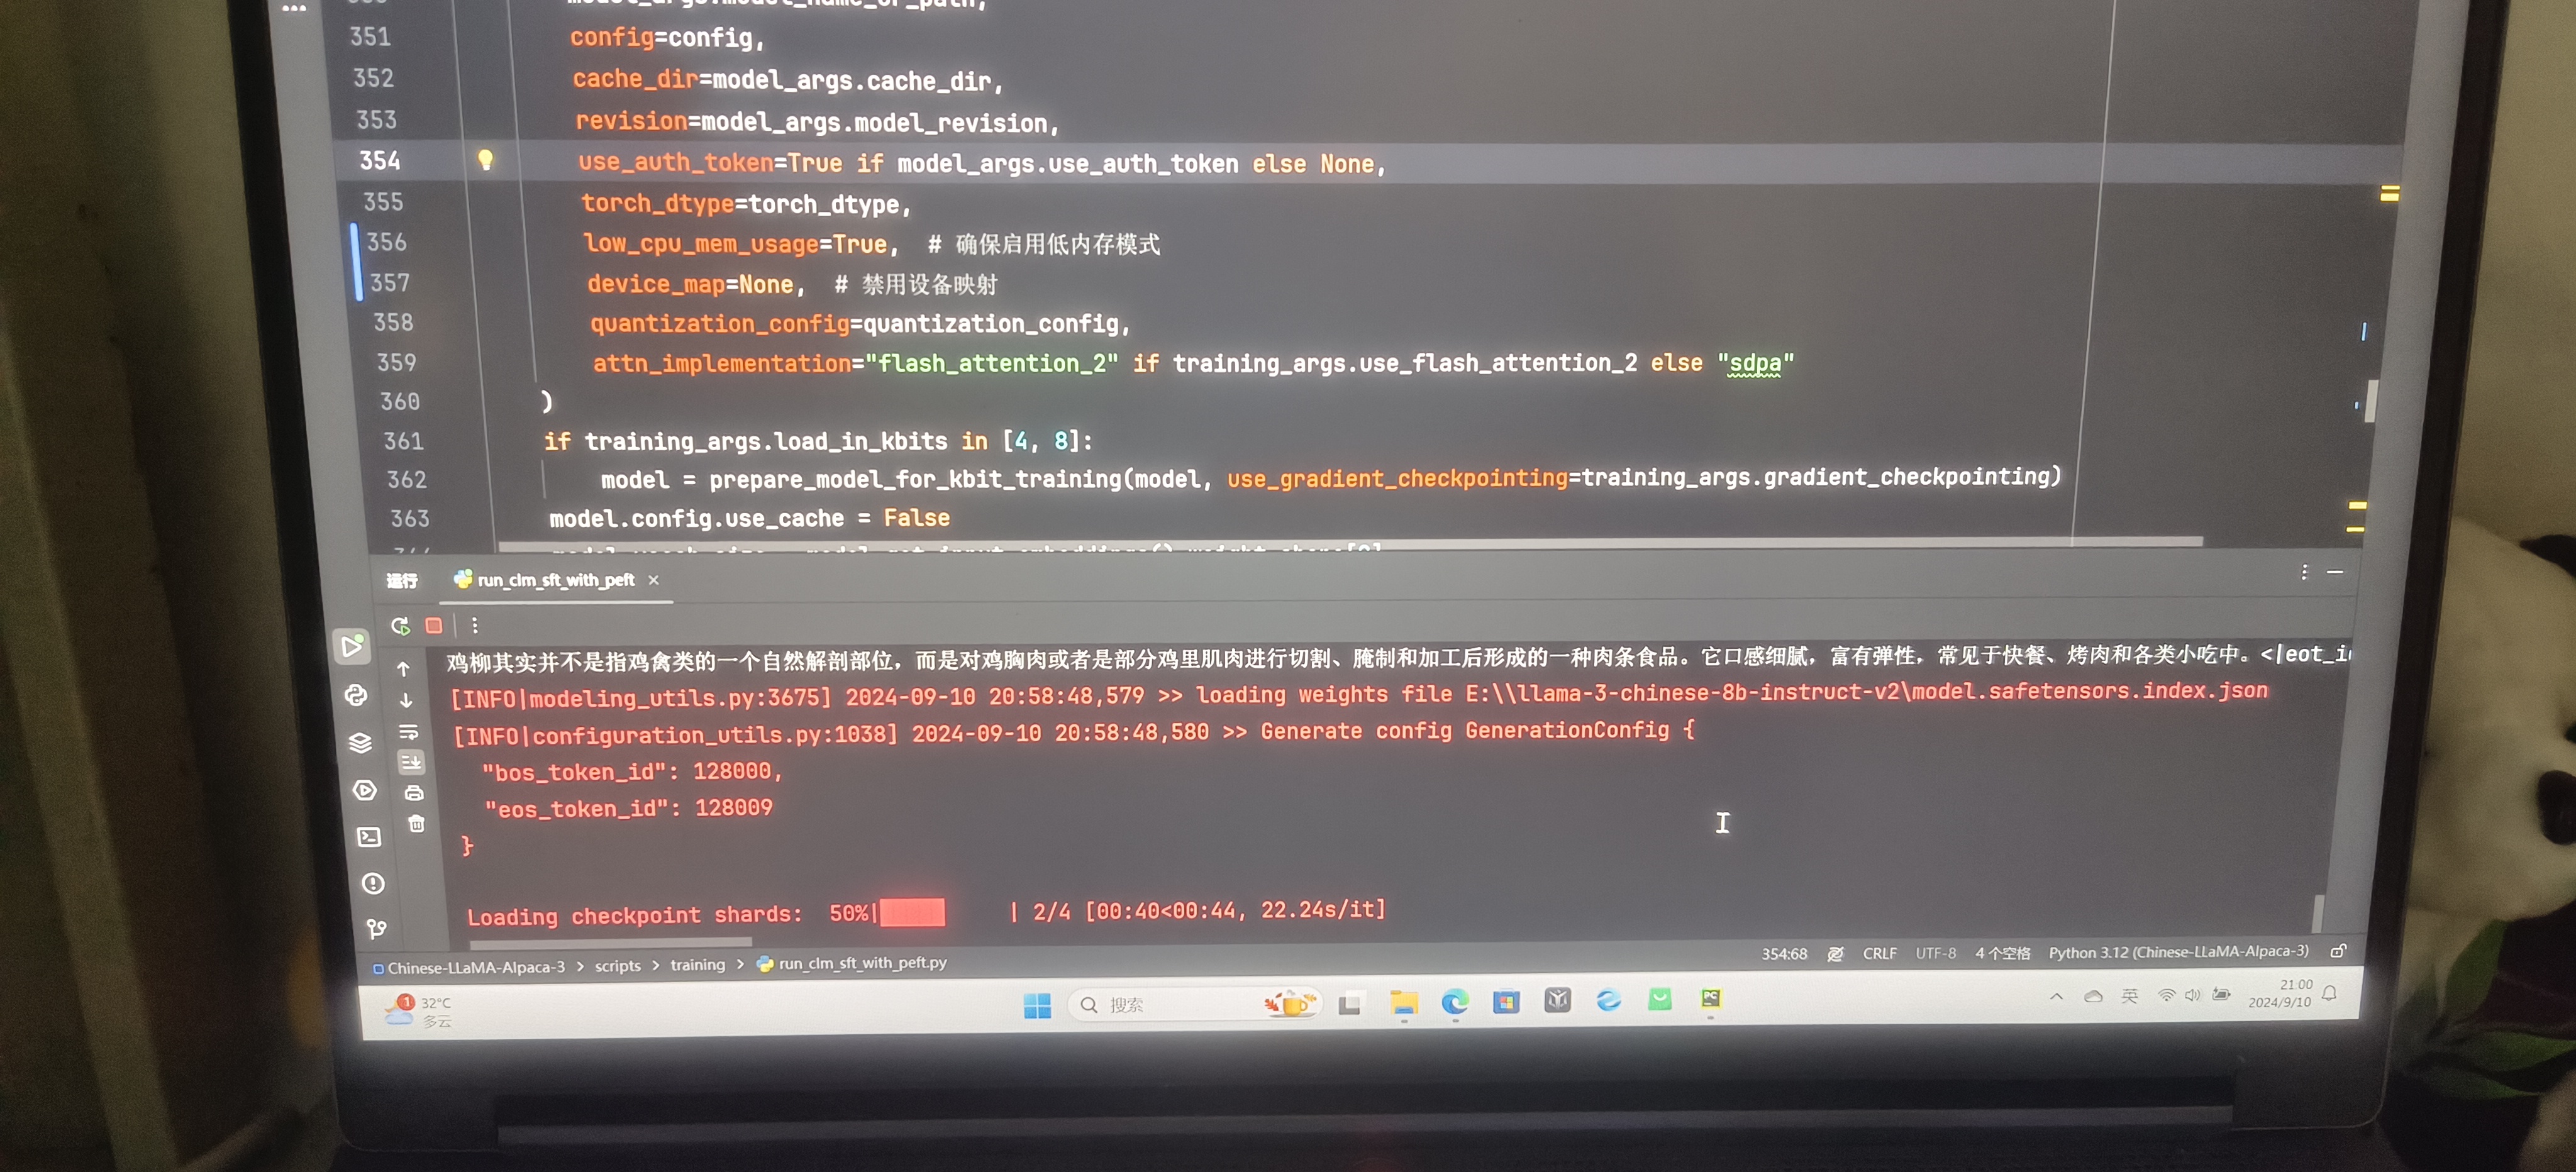 351 config=config,
352 cache_dir=model_args.cache_dir,
353 revision=model_args.model_revision,
354 use_auth_token=True if model_args.use_auth_token else None,
355 torch_dtype=torch_dtype,
356 low_cpu_mem_usage=True, # 确保启用低内存模式
357 device_map=None, # 禁用设备映射
358 quantization_config=quantization_config,
359 attn_implementation="flash_attention_2" if training_args.use_flash_attention_2 else "sdpa"
360 )
361 if training_args.load_in_kbits in [4, 8]:
362 model = prepare_model_for_kbit_training(model, use_gradient_checkpointing=training_args.gradient_checkpointing)
363 model.config.use_cache = False
运行 run_clm_sft_with_peft ×
鸡柳其实并不是指鸡禽类的一个自然解剖部位，而是对鸡胸肉或者是部分鸡里肌肉进行切割、腌制和加工后形成的一种肉条食品。它口感细腻，富有弹性，常见于快餐、烤肉和各类小吃中。<|eot_i
[INFO|modeling_utils.py:3675] 2024-09-10 20:58:48,579 >> loading weights file E:\\llama-3-chinese-8b-instruct-v2\model.safetensors.index.json
[INFO|configuration_utils.py:1038] 2024-09-10 20:58:48,580 >> Generate config GenerationConfig {
"bos_token_id": 128000,
"eos_token_id": 128009
}
Loading checkpoint shards: 50%| | 2/4 [00:40<00:44, 22.24s/it]
Chinese-LLaMA-Alpaca-3 > scripts > training > run_clm_sft_with_peft.py 354:68 CRLF UTF-8 4 个空格 Python 3.12 (Chinese-LLaMA-Alpaca-3)
1 32°C 搜索 PC 英 21:00
多云 2024/9/10